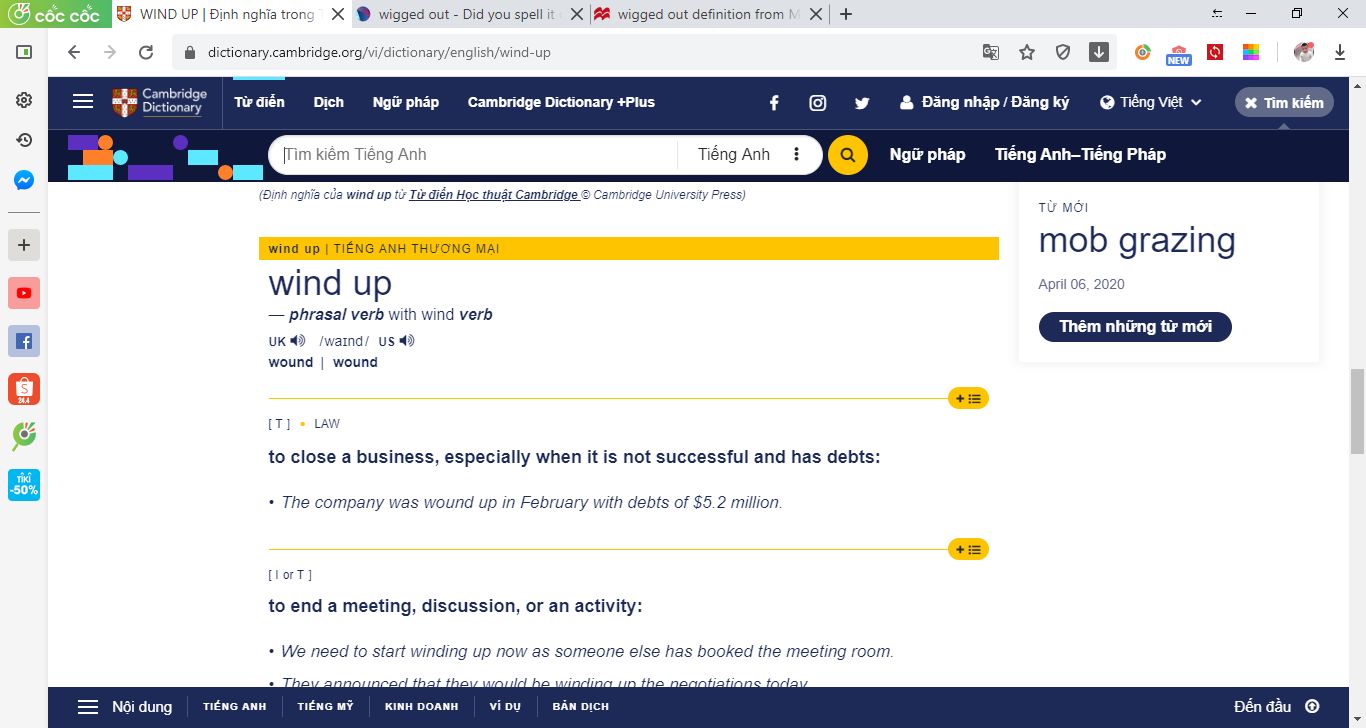 cốc cốc
WIND UP | Định nghĩa trong T
wigged out - Did you spell it
wigged out definition from M
dictionary.cambridge.org/vi/dictionary/english/wind-up
NEW
Cambridge
Dictionary
Từ điển Dịch Ngữ pháp Cambridge Dictionary +Plus
Đăng nhập / Đăng ký
Tiếng Việt
Tìm kiếm
Tìm kiếm Tiếng Anh
Tiếng Anh
Ngữ pháp
Tiếng Anh–Tiếng Pháp
(Định nghĩa của wind up từ Từ điển Học thuật Cambridge © Cambridge University Press)
wind up | TIẾNG ANH THƯƠNG MẠI
wind up
— phrasal verb with wind verb
UK /waɪnd/ US
wound | wound
[ T ] • LAW
to close a business, especially when it is not successful and has debts:
• The company was wound up in February with debts of $5.2 million.
[ I or T ]
to end a meeting, discussion, or an activity:
• We need to start winding up now as someone else has booked the meeting room.
• They announced that they would be winding up the negotiations today
TỪ MỚI
mob grazing
April 06, 2020
Thêm những từ mới
24.4
TIKI
-50%
Nội dung TIẾNG ANH TIẾNG MỸ KINH DOANH VÍ DỤ BẢN DỊCH
Đến đầu